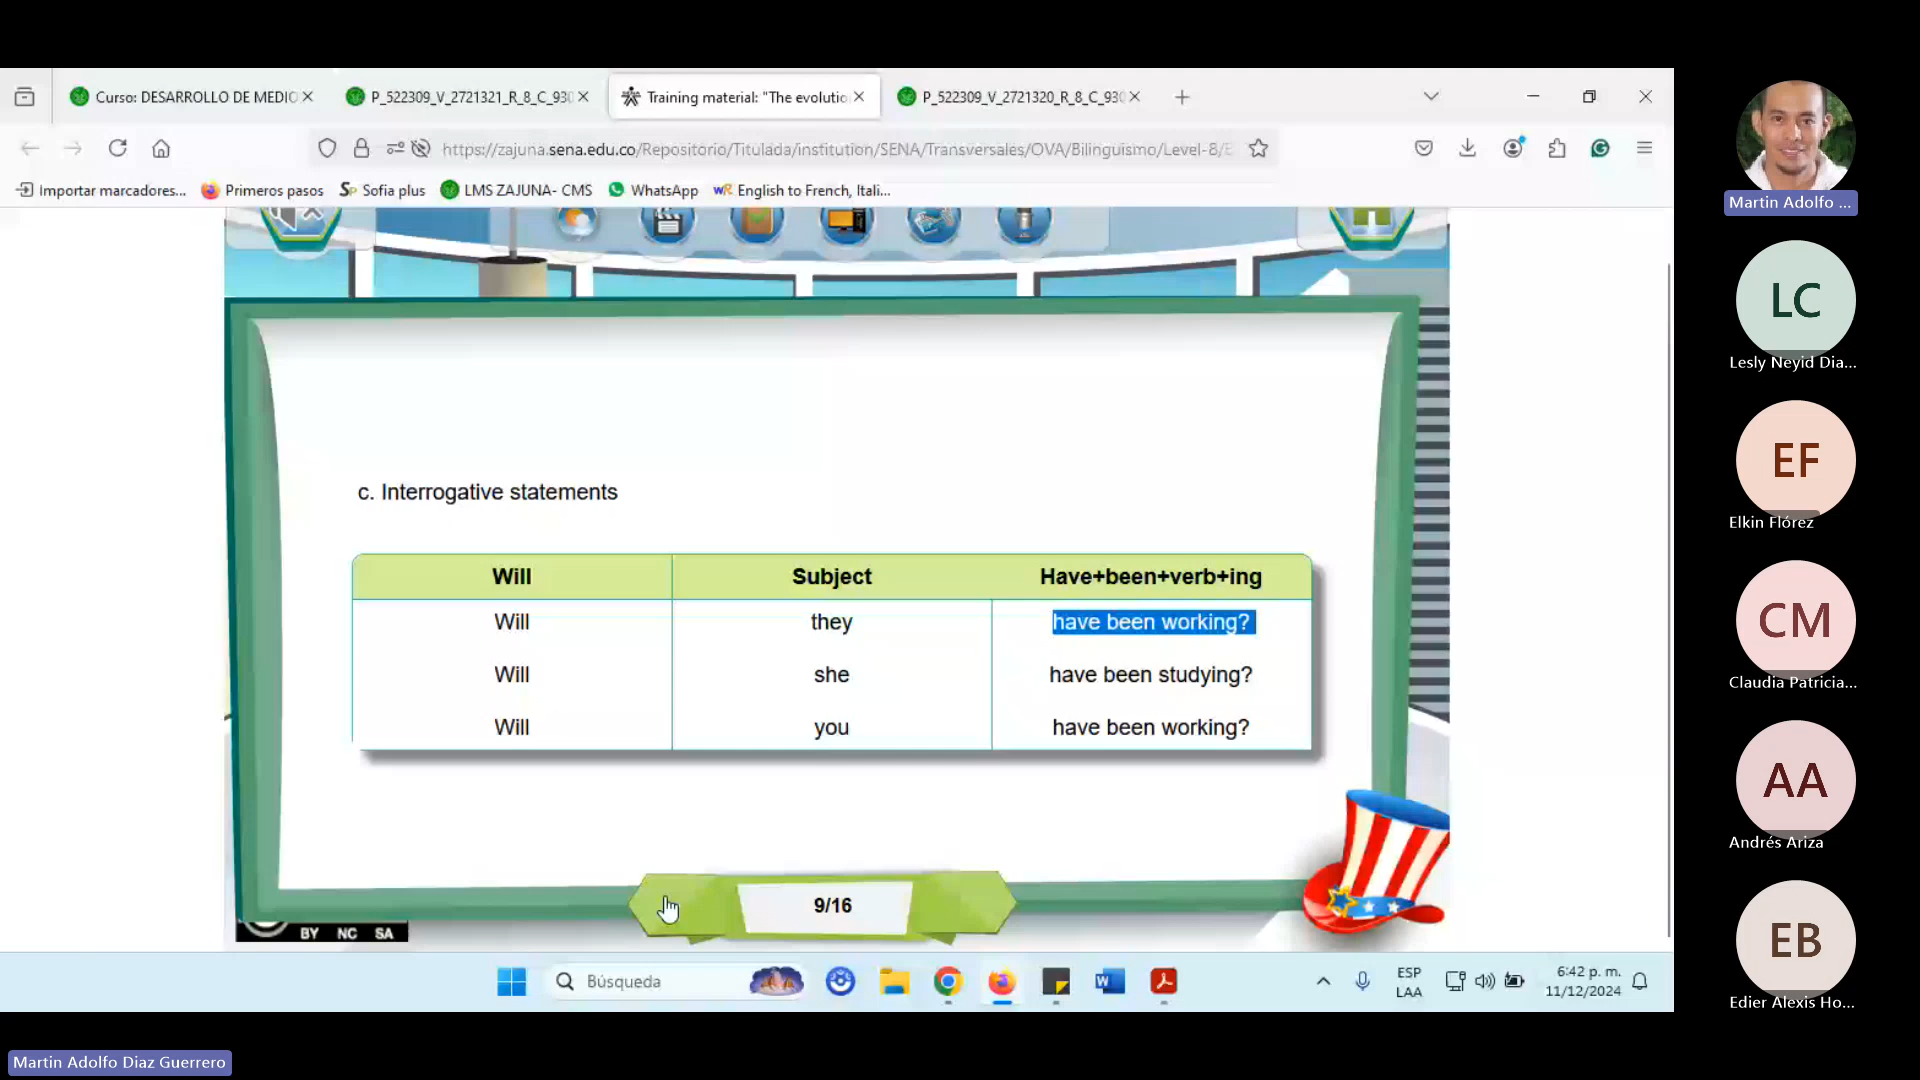 Curso: DESARROLLO DE MEDIO
P_522309_V_2721321_R_8_C_930
Training material: "The evolutio
P_522309_V_2721320_R_8_C_930
https://zajuna.sena.edu.co/Repositorio/Titulada/institution/SENA/Transversales/OVA/Bilinguismo/Level-8/
Importar marcadores...
Primeros pasos
Sofia plus
LMS ZAJUNA- CMS
WhatsApp
English to French, Itali...
c. Interrogative statements
Will Subject Have+been+verb+ing
Will they have been working?
Will she have been studying?
Will you have been working?
9/16
BY NC SA
Búsqueda
ESP
LAA
6:42 p. m.
11/12/2024
Martin Adolfo ...
LC
Lesly Neyid Dia...
EF
Elkin Flórez
CM
Claudia Patricia...
AA
Andrés Ariza
EB
Edier Alexis Ho...
Martin Adolfo Diaz Guerrero